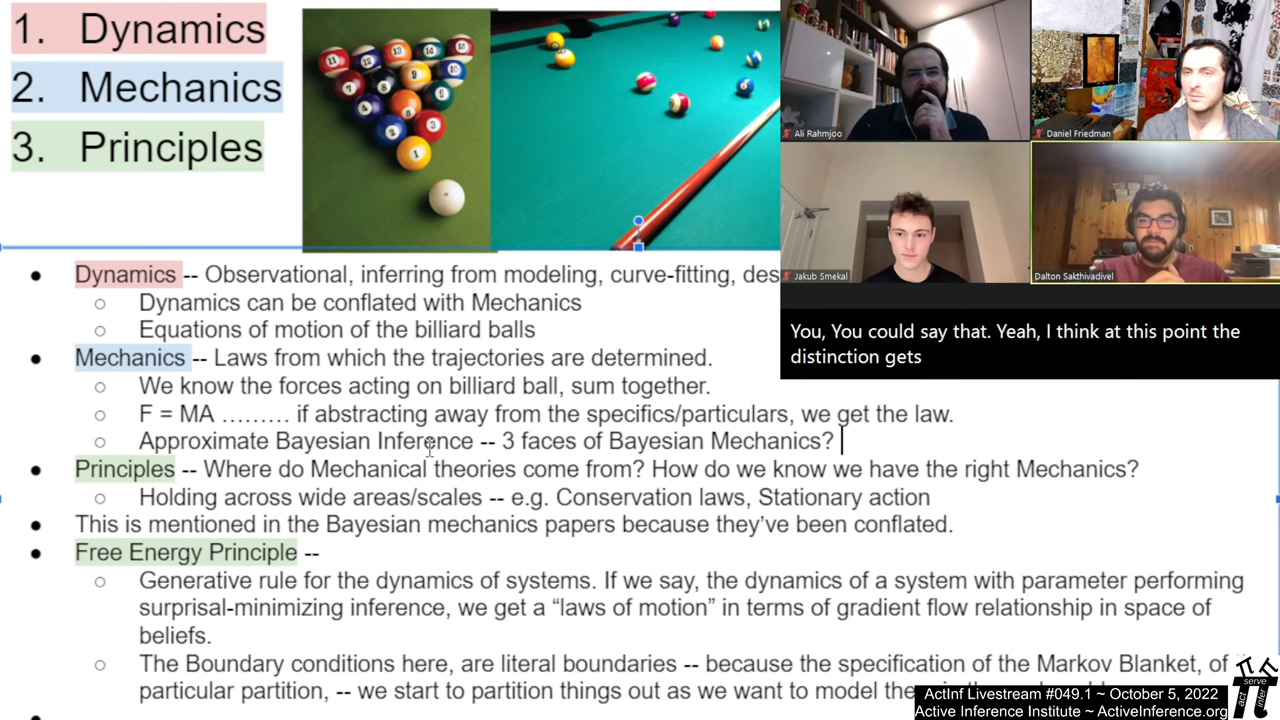 1. Dynamics
2. Mechanics
3. Principles
Ali Rahmjoo
Daniel Friedman
Jakub Smekal
Dalton Sakthivadivel
You, You could say that. Yeah, I think at this point the
distinction gets
● Dynamics -- Observational, inferring from modeling, curve-fitting, des
○ Dynamics can be conflated with Mechanics
○ Equations of motion of the billiard balls
● Mechanics -- Laws from which the trajectories are determined.
○ We know the forces acting on billiard ball, sum together.
○ F = MA ……… if abstracting away from the specifics/particulars, we get the law.
○ Approximate Bayesian Inference -- 3 faces of Bayesian Mechanics?
● Principles -- Where do Mechanical theories come from? How do we know we have the right Mechanics?
○ Holding across wide areas/scales -- e.g. Conservation laws, Stationary action
● This is mentioned in the Bayesian mechanics papers because they’ve been conflated.
● Free Energy Principle --
○ Generative rule for the dynamics of systems. If we say, the dynamics of a system with parameter performing
surprisal-minimizing inference, we get a “laws of motion” in terms of gradient flow relationship in space of
beliefs.
○ The Boundary conditions here, are literal boundaries -- because the specification of the Markov Blanket, of
particular partition, -- we start to partition things out as we want to model
ActInf Livestream #049.1 ~ October 5, 2022
Active Inference Institute ~ ActiveInference.org
serve
act
infer